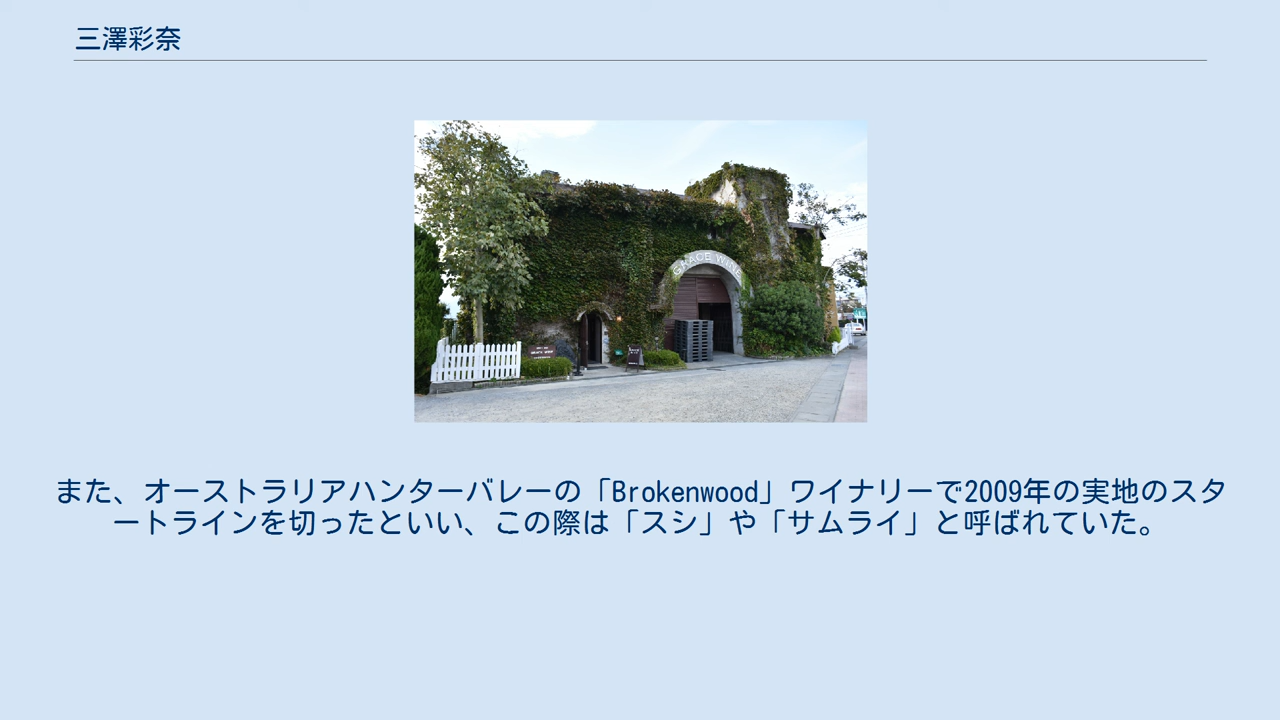 三澤彩奈
GRACE WINE
また、オーストラリアハンターバレーの「Brokenwood」ワイナリーで2009年の実地のスタ
ートラインを切ったといい、この際は「スシ」や「サムライ」と呼ばれていた。